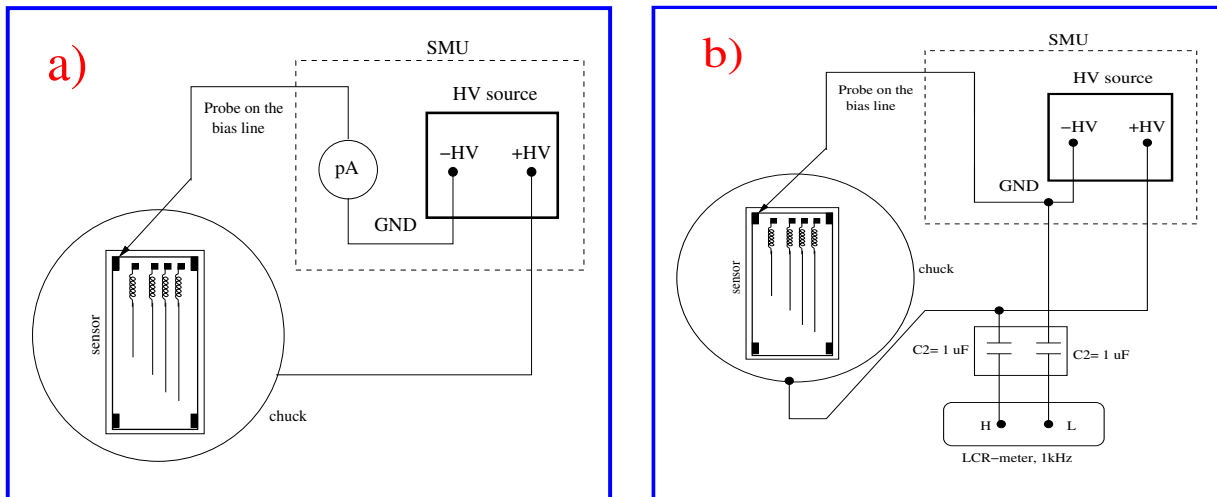 a)
SMU
HV source
Probe on the
bias line
−HV
+HV
pA
GND
sensor
chuck
b)
SMU
HV source
Probe on the
bias line
−HV
+HV
GND
sensor
chuck
C2= 1 uF
C2= 1 uF
H
L
LCR−meter, 1kHz